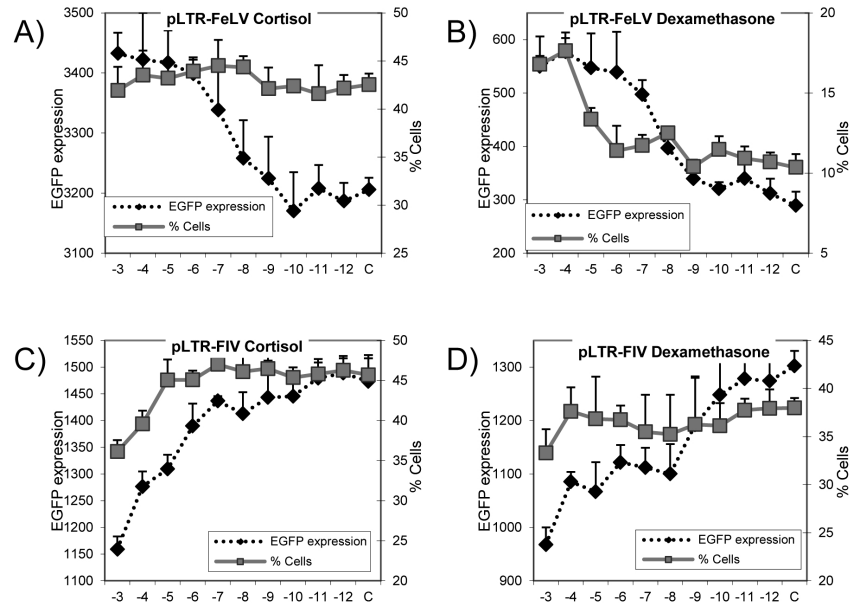 A)
pLTR-FeLV Cortisol
EGFP expression
3500
3400
3300
3200
3100
% Cells
50
45
40
35
30
25
EGFP expression
% Cells
-3 -4 -5 -6 -7 -8 -9 -10 -11 -12 C
B)
pLTR-FeLV Dexamethasone
EGFP expression
600
500
400
300
200
% Cells
20
15
10
5
EGFP expression
% Cells
-3 -4 -5 -6 -7 -8 -9 -10 -11 -12 C
C)
pLTR-FIV Cortisol
EGFP expression
1550
1500
1450
1400
1350
1300
1250
1200
1150
1100
% Cells
50
45
40
35
30
25
20
EGFP expression
% Cells
-3 -4 -5 -6 -7 -8 -9 -10 -11 -12 C
D)
pLTR-FIV Dexamethasone
EGFP expression
1300
1200
1100
1000
900
% Cells
45
40
35
30
25
20
EGFP expression
% Cells
-3 -4 -5 -6 -7 -8 -9 -10 -11 -12 C